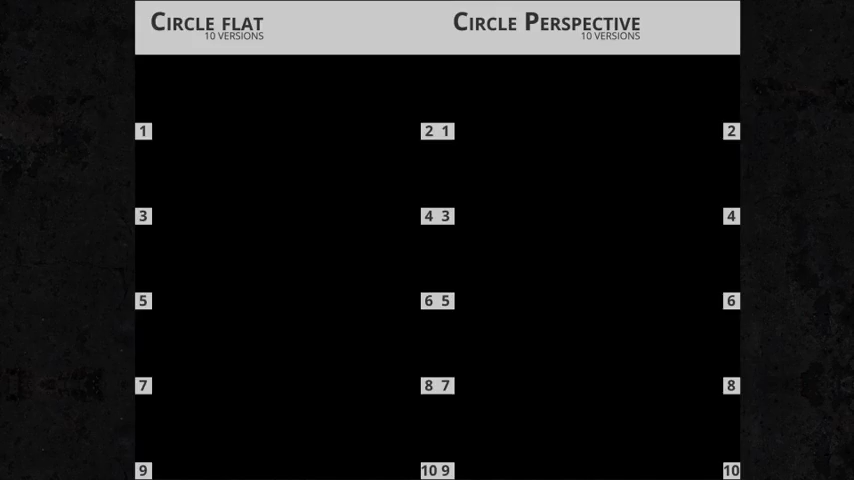 Circle flat
10 versions
Circle Perspective
10 versions
1 2 1 2
3 4 3 4
5 6 5 6
7 8 7 8
9 10 9 10